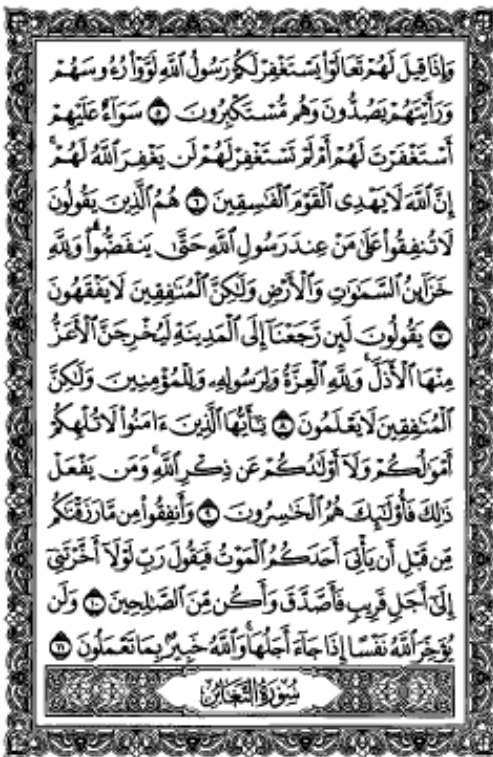 وَإِذَا قِيلَ لَهُمْ تَعَالَوْا۟ يَسْتَغْفِرْ لَكُمْ رَسُولُ ٱللَّهِ لَوَّوْا۟ رُءُوسَهُمْ
وَرَأَيْتَهُمْ يَصُدُّونَ وَهُم مُّسْتَكْبِرُونَ ۝٥ سَوَآءٌ عَلَيْهِمْ
أَسْتَغْفَرْتَ لَهُمْ أَمْ لَمْ تَسْتَغْفِرْ لَهُمْ لَن يَغْفِرَ ٱللَّهُ لَهُمْ ۚ
إِنَّ ٱللَّهَ لَا يَهْدِى ٱلْقَوْمَ ٱلْفَٰسِقِينَ ۝٦ هُمُ ٱلَّذِينَ يَقُولُونَ
لَا تُنفِقُوا۟ عَلَىٰ مَنْ عِندَ رَسُولِ ٱللَّهِ حَتَّىٰ يَنفَضُّوا۟ ۗ وَلِلَّهِ
خَزَآئِنُ ٱلسَّمَٰوَٰتِ وَٱلْأَرْضِ وَلَٰكِنَّ ٱلْمُنَٰفِقِينَ لَا يَفْقَهُونَ
۝٧ يَقُولُونَ لَئِن رَّجَعْنَآ إِلَى ٱلْمَدِينَةِ لَيُخْرِجَنَّ ٱلْأَعَزُّ
مِنْهَا ٱلْأَذَلَّ ۚ وَلِلَّهِ ٱلْعِزَّةُ وَلِرَسُولِهِۦ وَلِلْمُؤْمِنِينَ وَلَٰكِنَّ
ٱلْمُنَٰفِقِينَ لَا يَعْلَمُونَ ۝٨ يَٰٓأَيُّهَا ٱلَّذِينَ ءَامَنُوا۟ لَا تُلْهِكُمْ
أَمْوَٰلُكُمْ وَلَآ أَوْلَٰدُكُمْ عَن ذِكْرِ ٱللَّهِ ۚ وَمَن يَفْعَلْ
ذَٰلِكَ فَأُو۟لَٰٓئِكَ هُمُ ٱلْخَٰسِرُونَ ۝٩ وَأَنفِقُوا۟ مِن مَّا رَزَقْنَٰكُم
مِّن قَبْلِ أَن يَأْتِىَ أَحَدَكُمُ ٱلْمَوْتُ فَيَقُولَ رَبِّ لَوْلَآ أَخَّرْتَنِىٓ
إِلَىٰٓ أَجَلٍ قَرِيبٍ فَأَصَّدَّقَ وَأَكُن مِّنَ ٱلصَّٰلِحِينَ ۝١٠ وَلَن
يُؤَخِّرَ ٱللَّهُ نَفْسًا إِذَا جَآءَ أَجَلُهَا ۚ وَٱللَّهُ خَبِيرٌۢ بِمَا تَعْمَلُونَ ۝١١
سُورَةُ التَّغَابُنِ